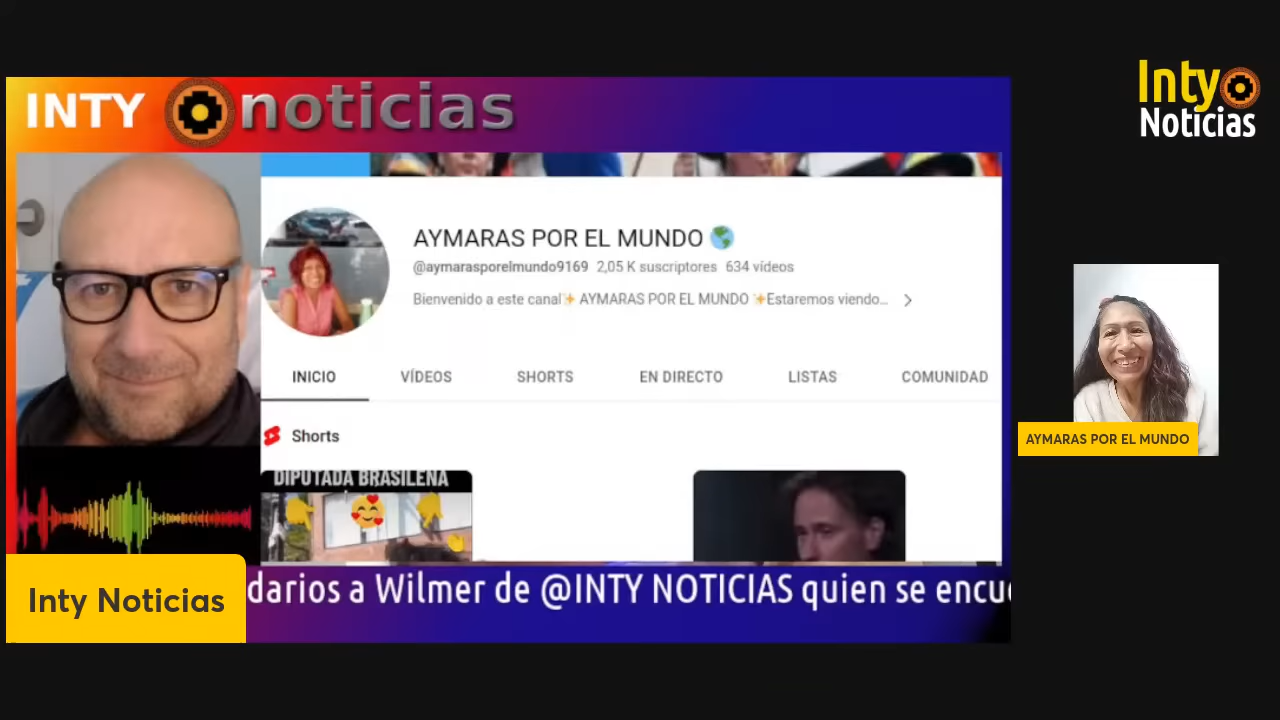 INTY noticias
Inty
Noticias
AYMARAS POR EL MUNDO
@aymarasporelmundo9169 2,05 K suscriptores 634 vídeos
Bienvenido a este canal✨ AYMARAS POR EL MUNDO ✨Estaremos viendo...
INICIO VÍDEOS SHORTS EN DIRECTO LISTAS COMUNIDAD
Shorts
DIPUTADA BRASILEÑA
AYMARAS POR EL MUNDO
Inty Noticias
darios a Wilmer de @INTY NOTICIAS quien se encu